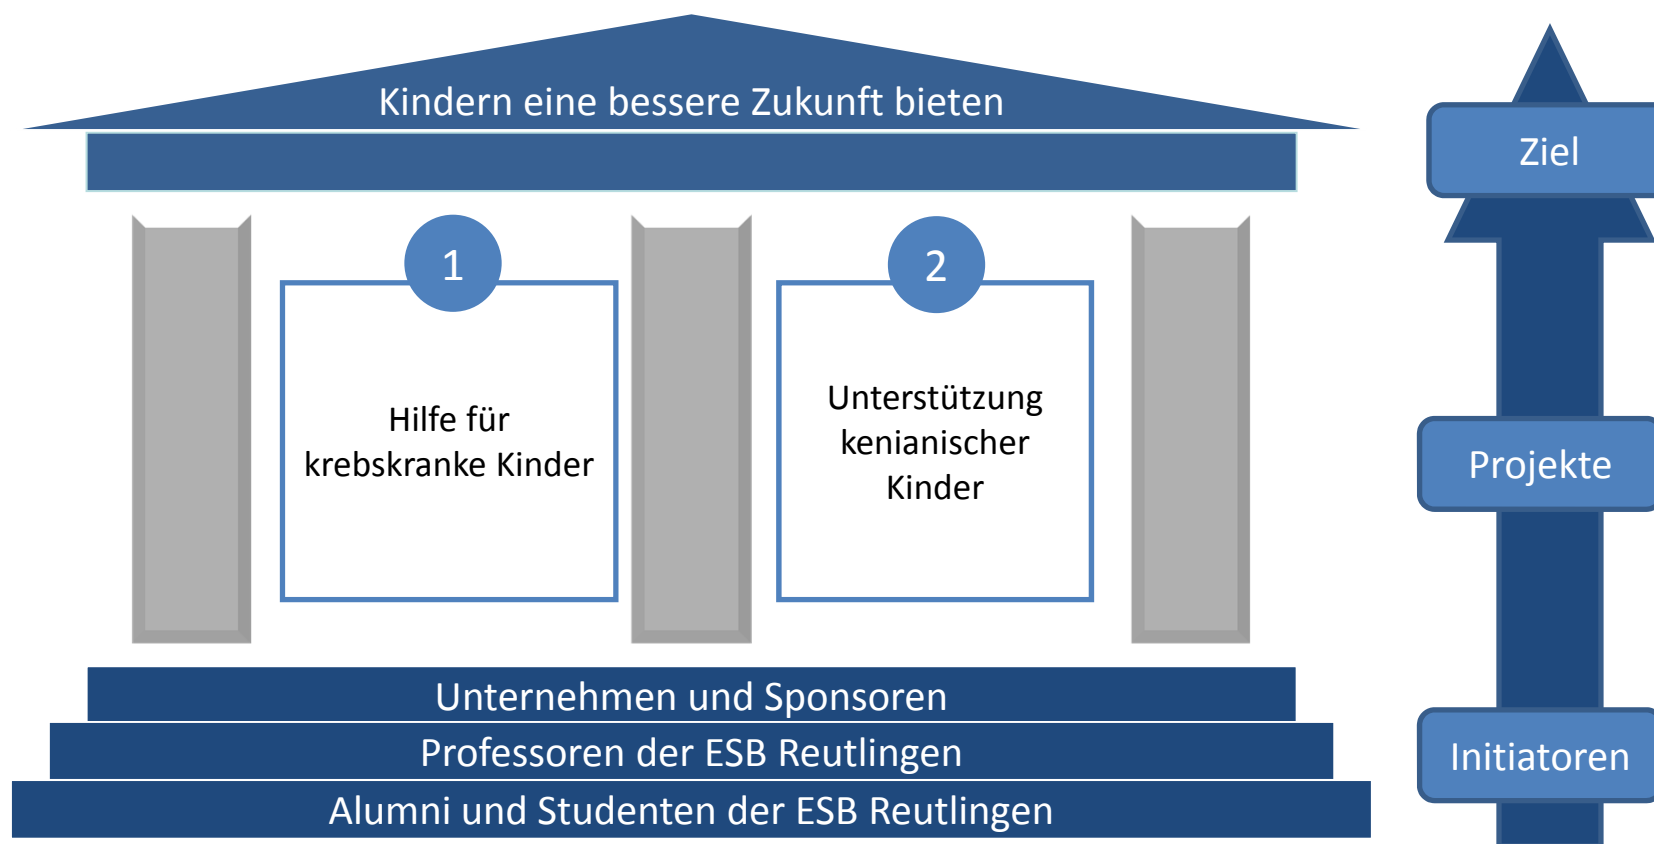 Kindern eine bessere Zukunft bieten
Ziel
1
2
Hilfe für
krebskranke Kinder
Unterstützung
kenianischer
Kinder
Projekte
Unternehmen und Sponsoren
Professoren der ESB Reutlingen
Alumni und Studenten der ESB Reutlingen
Initiatoren